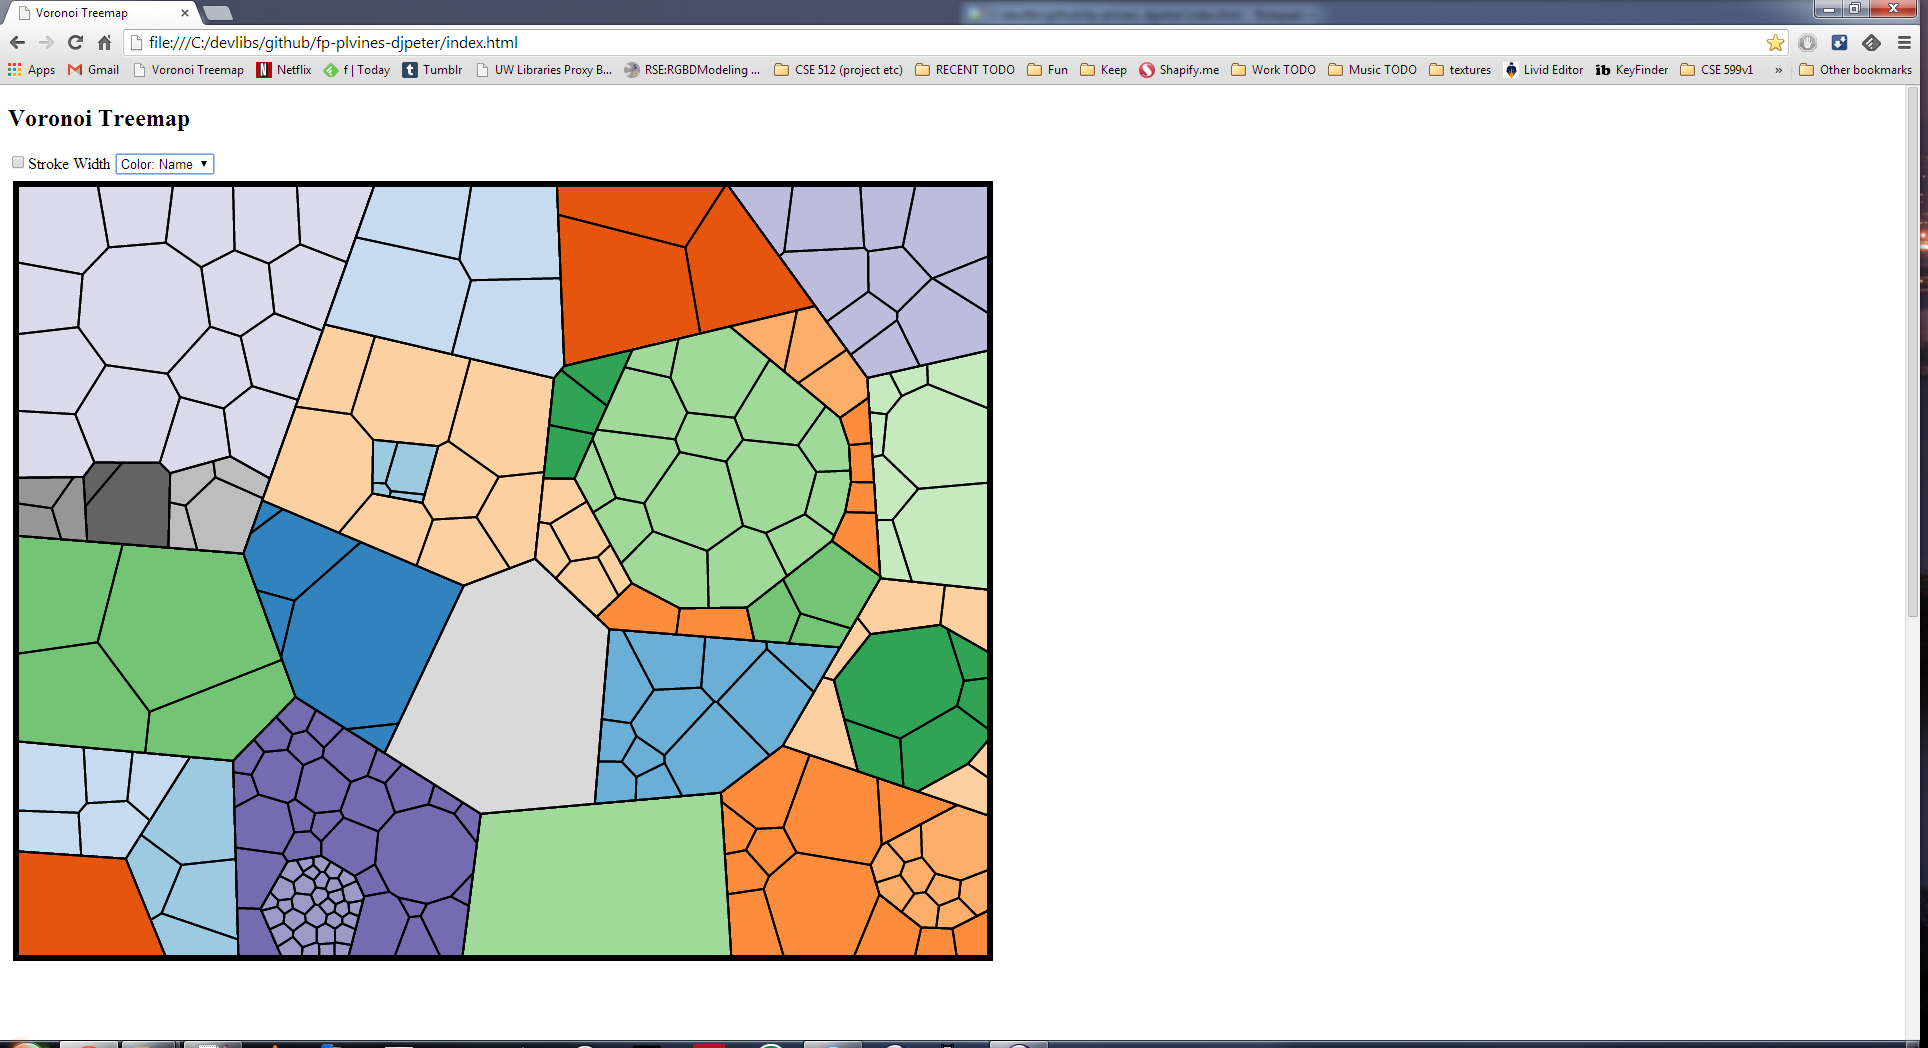 Voronoi Treemap
file:///C:/devlibs/github/fp-plvines-djpeter/index.html
Apps Gmail Voronoi Treemap Netflix f | Today Tumblr UW Libraries Proxy B... RSE:RGBDModeling ... CSE 512 (project etc) RECENT TODO Fun Keep Shapify.me Work TODO Music TODO textures Livid Editor KeyFinder CSE 599v1 » Other bookmarks
Voronoi Treemap
Stroke Width Color: Name